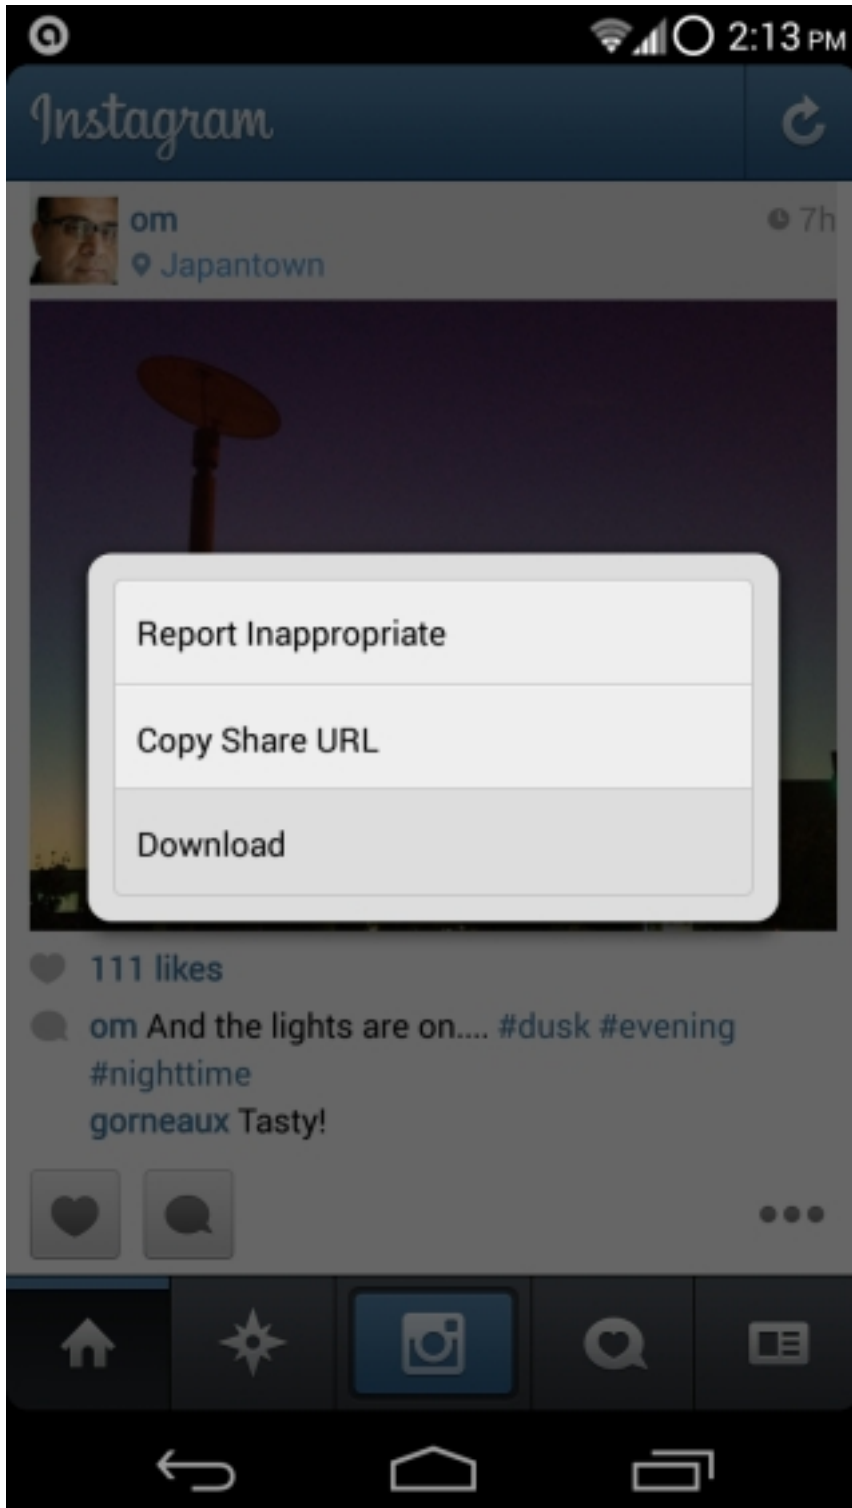 2:13 PM
Instagram
om
7h
Japantown
Report Inappropriate
Copy Share URL
Download
111 likes
om And the lights are on.... #dusk #evening
#nighttime
gorneaux Tasty!